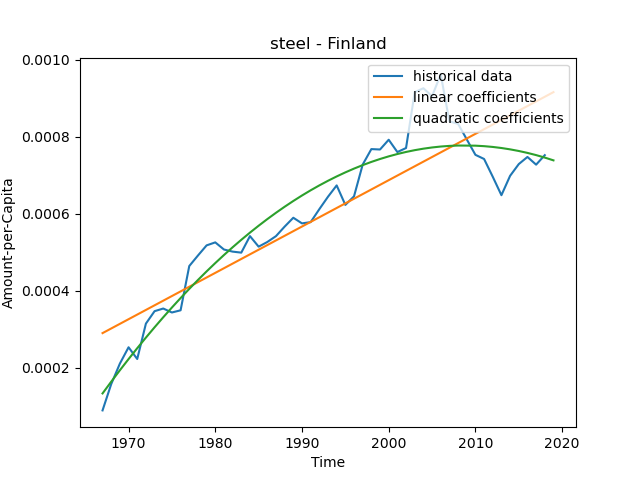 steel - Finland
0.0010
0.0008
0.0006
0.0004
0.0002
Amount-per-Capita
historical data
linear coefficients
quadratic coefficients
1970
1980
1990
2000
2010
2020
Time